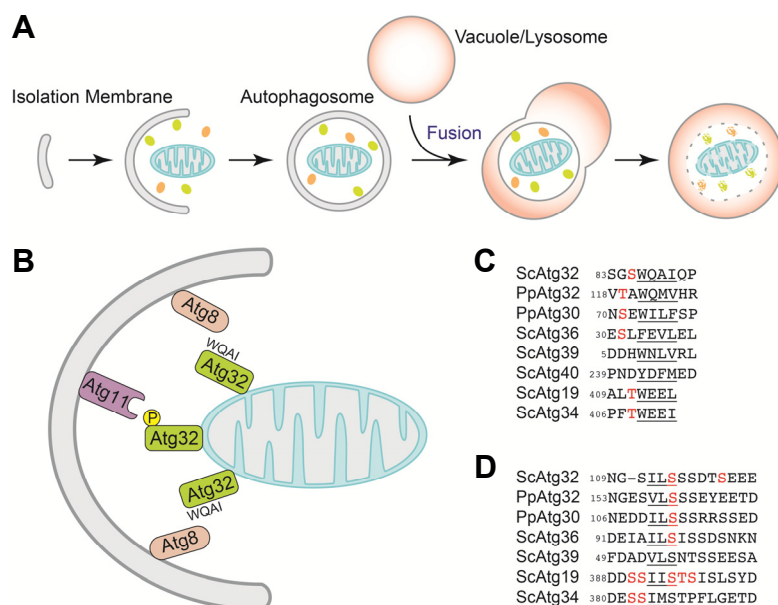 A
Vacuole/Lysosome
Isolation Membrane
Autophagosome
Fusion
B
Atg8
WQAI
Atg32
Atg11
P
Atg32
Atg32
WQAI
Atg8
C
ScAtg32 83SGSWQAIQP
PpAtg32 118VTAWQMVHR
PpAtg30 70NSEWILFSP
ScAtg36 30ESLFEVLEL
ScAtg39 5DDHWNLVRL
ScAtg40 239PNDYDFMED
ScAtg19 409ALTWEEL
ScAtg34 406PFTWEEI
D
ScAtg32 109NG-SILSSSDTSEEE
PpAtg32 153NGESVLSSSEYEETD
PpAtg30 106NEDDILSSSRRSSED
ScAtg36 91DEIAILSISSDSNKN
ScAtg39 49FDADVLSNTSSEESA
ScAtg19 388DDSSIISTSISLSYD
ScAtg34 380DESSIMSTPFLGETD